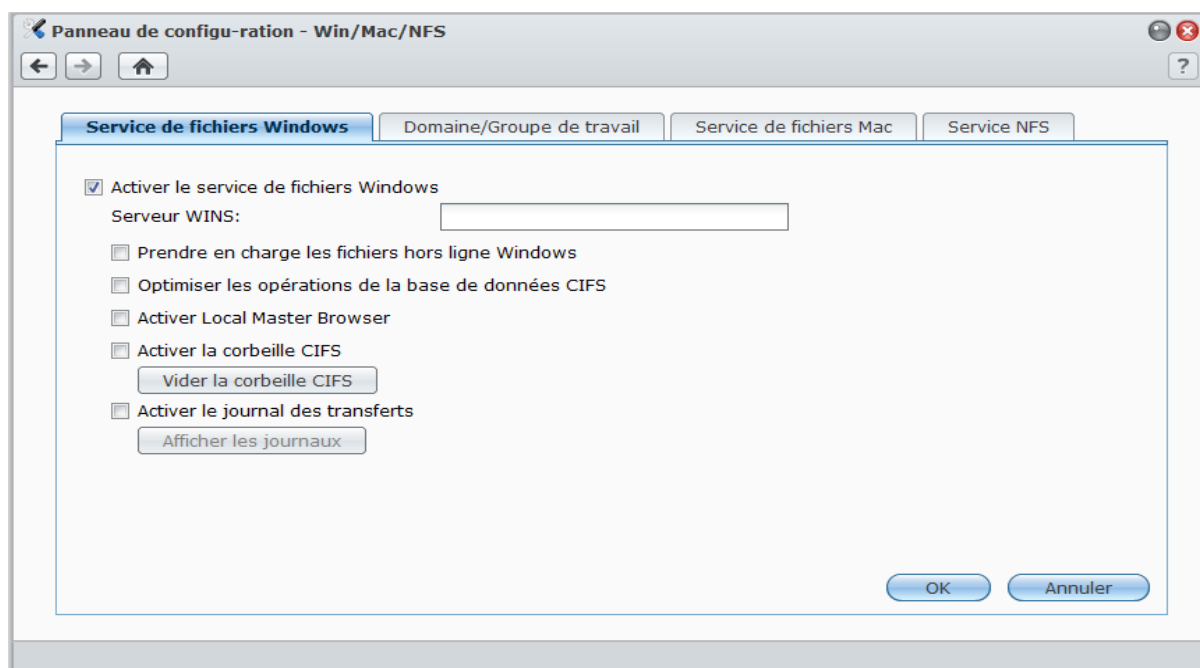 Panneau de configu-ration - Win/Mac/NFS
?
Service de fichiers Windows Domaine/Groupe de travail Service de fichiers Mac Service NFS
Activer le service de fichiers Windows
Serveur WINS:
Prendre en charge les fichiers hors ligne Windows
Optimiser les opérations de la base de données CIFS
Activer Local Master Browser
Activer la corbeille CIFS
Vider la corbeille CIFS
Activer le journal des transferts
Afficher les journaux
OK Annuler